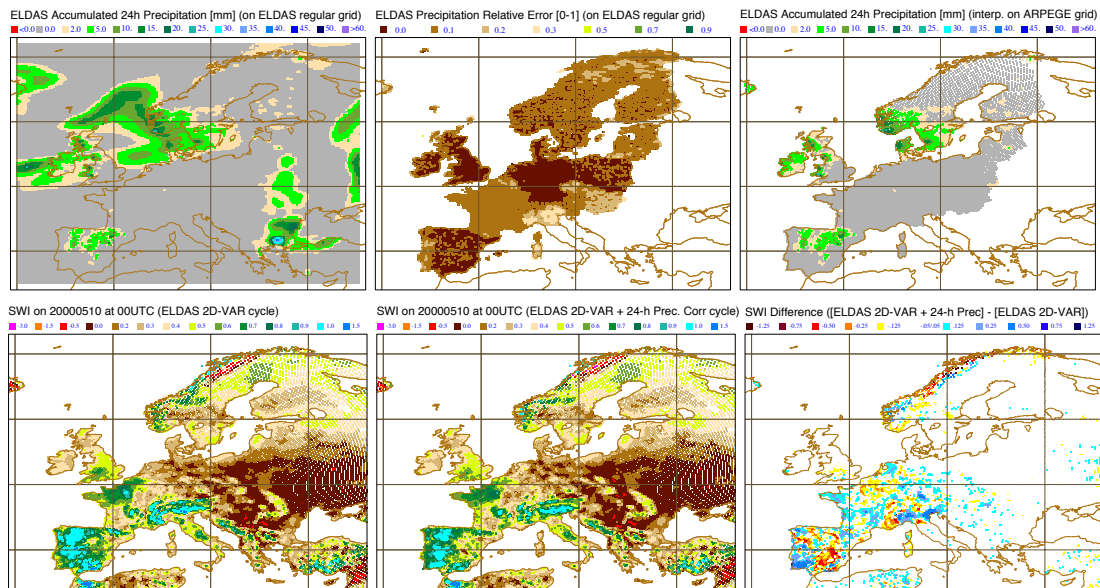 ELDAS Accumulated 24h Precipitation [mm] (on ELDAS regular grid)
<0.0 0.0 2.0 5.0 10. 15. 20. 25. 30. 35. 40. 45. 50. >60.
ELDAS Precipitation Relative Error [0-1] (on ELDAS regular grid)
0.0 0.1 0.2 0.3 0.5 0.7 0.9
ELDAS Accumulated 24h Precipitation [mm] (interp. on ARPEGE grid)
<0.0 0.0 2.0 5.0 10. 15. 20. 25. 30. 35. 40. 45. 50. >60.
SWI on 20000510 at 00UTC (ELDAS 2D-VAR cycle)
-3.0 -1.5 -0.5 0.0 0.2 0.3 0.4 0.5 0.6 0.7 0.8 0.9 1.0 1.5
SWI on 20000510 at 00UTC (ELDAS 2D-VAR + 24-h Prec. Corr cycle)
-3.0 -1.5 -0.5 0.0 0.2 0.3 0.4 0.5 0.6 0.7 0.8 0.9 1.0 1.5
SWI Difference ([ELDAS 2D-VAR + 24-h Prec] - [ELDAS 2D-VAR])
-1.25 -0.75 -0.50 -0.25 -.125 -.05/.05 .125 0.25 0.50 0.75 1.25